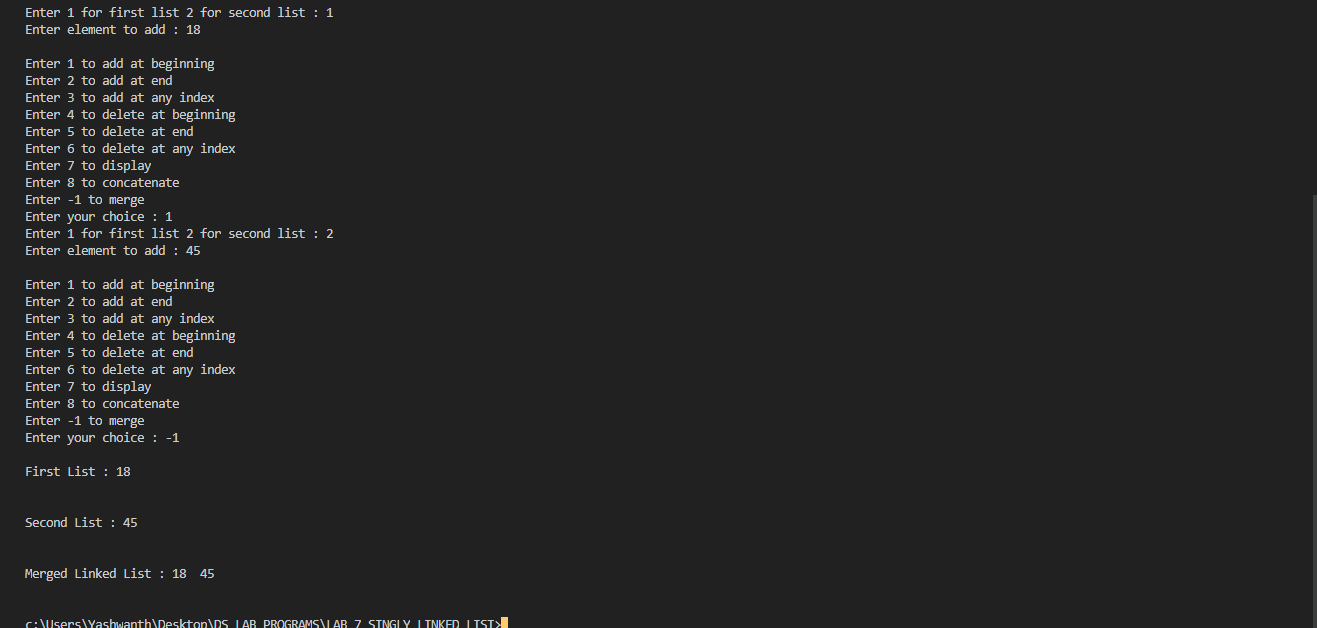 Enter 1 for first list 2 for second list : 1
Enter element to add : 18
Enter 1 to add at beginning
Enter 2 to add at end
Enter 3 to add at any index
Enter 4 to delete at beginning
Enter 5 to delete at end
Enter 6 to delete at any index
Enter 7 to display
Enter 8 to concatenate
Enter -1 to merge
Enter your choice : 1
Enter 1 for first list 2 for second list : 2
Enter element to add : 45
Enter 1 to add at beginning
Enter 2 to add at end
Enter 3 to add at any index
Enter 4 to delete at beginning
Enter 5 to delete at end
Enter 6 to delete at any index
Enter 7 to display
Enter 8 to concatenate
Enter -1 to merge
Enter your choice : -1
First List : 18
Second List : 45
Merged Linked List : 18  45
c:\Users\Yashwanth\Desktop\DS LAB PROGRAMS\LAB 7 SINGLY LINKED LIST>